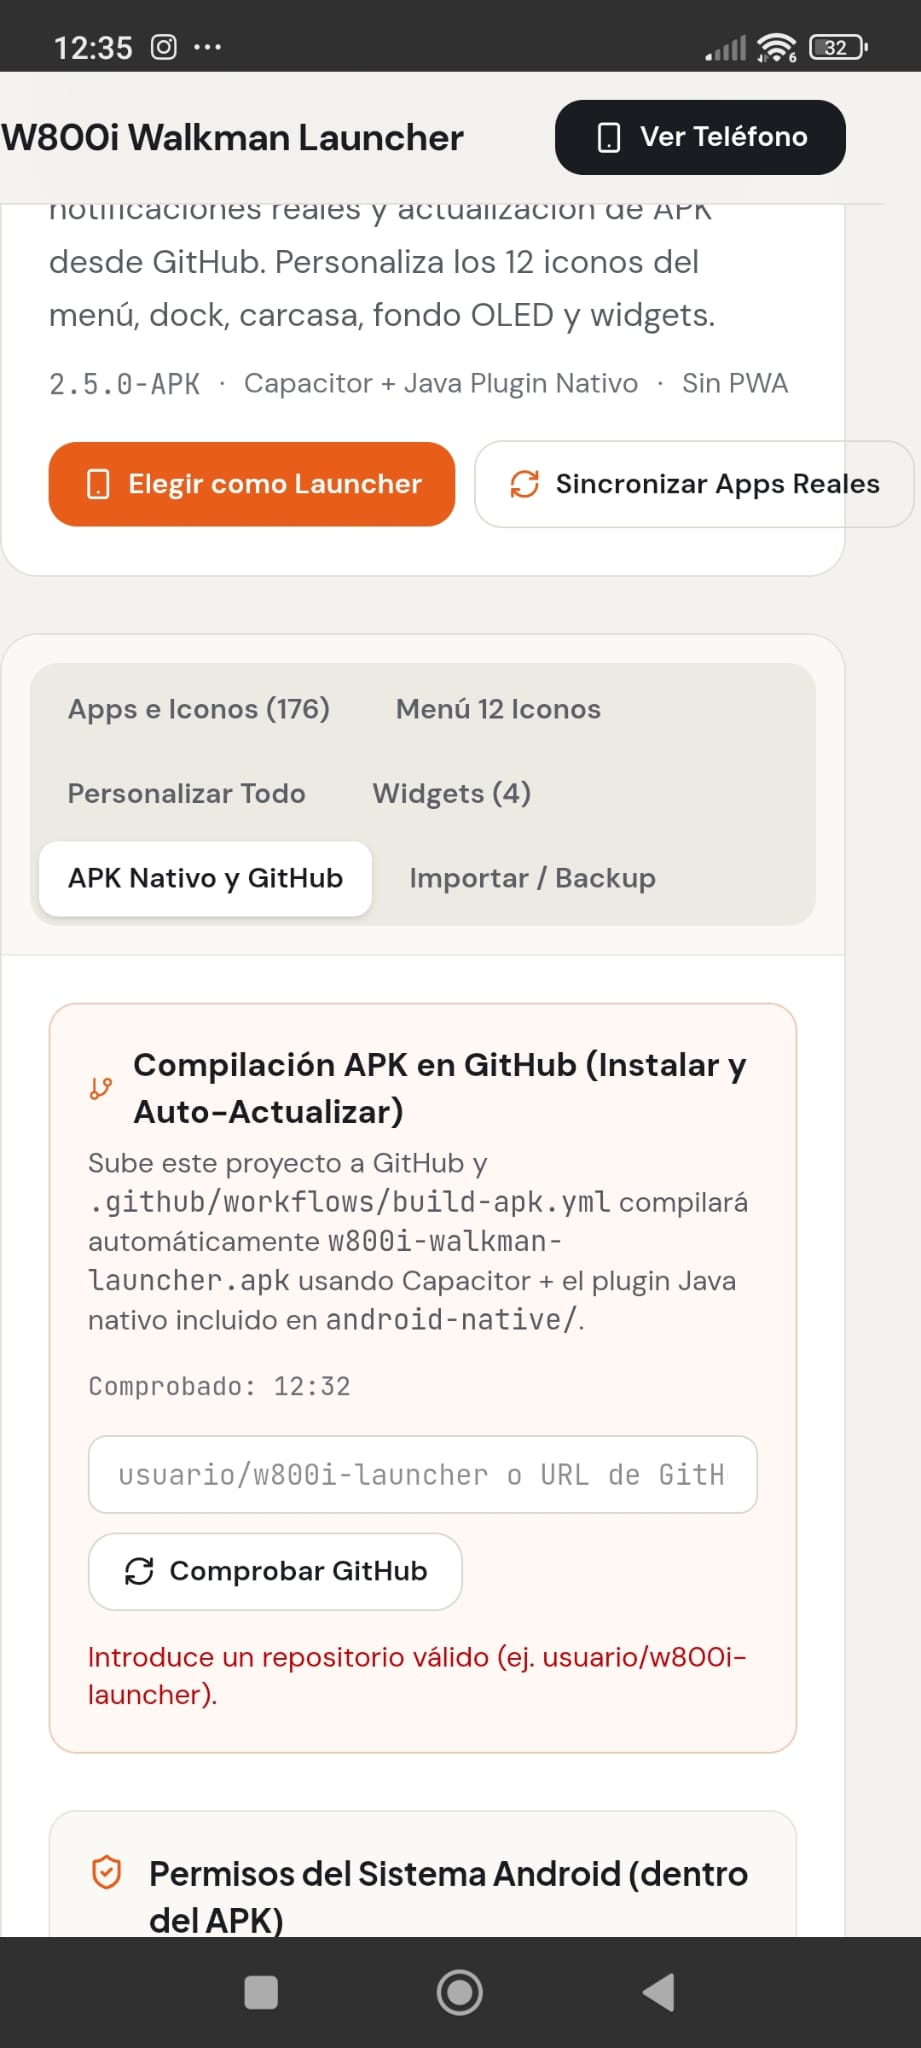 12:35
32
W800i Walkman Launcher
Ver Teléfono
notificaciones reales y actualización de APK
desde GitHub. Personaliza los 12 iconos del
menú, dock, carcasa, fondo OLED y widgets.
2.5.0-APK · Capacitor + Java Plugin Nativo · Sin PWA
Elegir como Launcher
Sincronizar Apps Reales
Apps e Iconos (176)
Menú 12 Iconos
Personalizar Todo
Widgets (4)
APK Nativo y GitHub
Importar / Backup
Compilación APK en GitHub (Instalar y
Auto-Actualizar)
Sube este proyecto a GitHub y
.github/workflows/build-apk.yml compilará
automáticamente w800i-walkman-
launcher.apk usando Capacitor + el plugin Java
nativo incluido en android-native/.
Comprobado: 12:32
usuario/w800i-launcher o URL de GitH
Comprobar GitHub
Introduce un repositorio válido (ej. usuario/w800i-
launcher).
Permisos del Sistema Android (dentro
del APK)